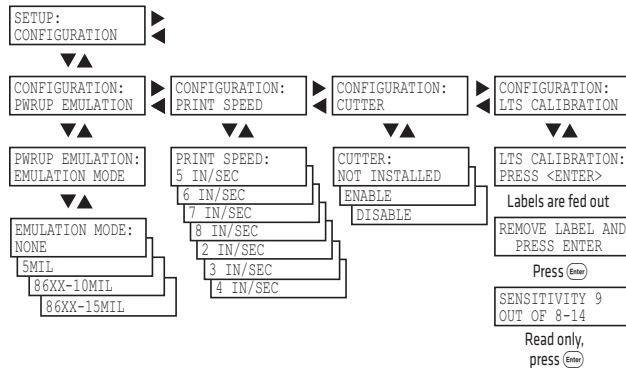 SETUP:
CONFIGURATION
CONFIGURATION:
PWRUP EMULATION
CONFIGURATION:
PRINT SPEED
CONFIGURATION:
CUTTER
CONFIGURATION:
LTS CALIBRATION
PWRUP EMULATION:
EMULATION MODE
EMULATION MODE:
NONE
5MIL
86XX-10MIL
86XX-15MIL
PRINT SPEED:
5 IN/SEC
6 IN/SEC
7 IN/SEC
8 IN/SEC
2 IN/SEC
3 IN/SEC
4 IN/SEC
CUTTER:
NOT INSTALLED
ENABLE
DISABLE
LTS CALIBRATION:
PRESS <ENTER>
Labels are fed out
REMOVE LABEL AND
PRESS ENTER
Press Enter
SENSITIVITY 9
OUT OF 8-14
Read only,
press Enter